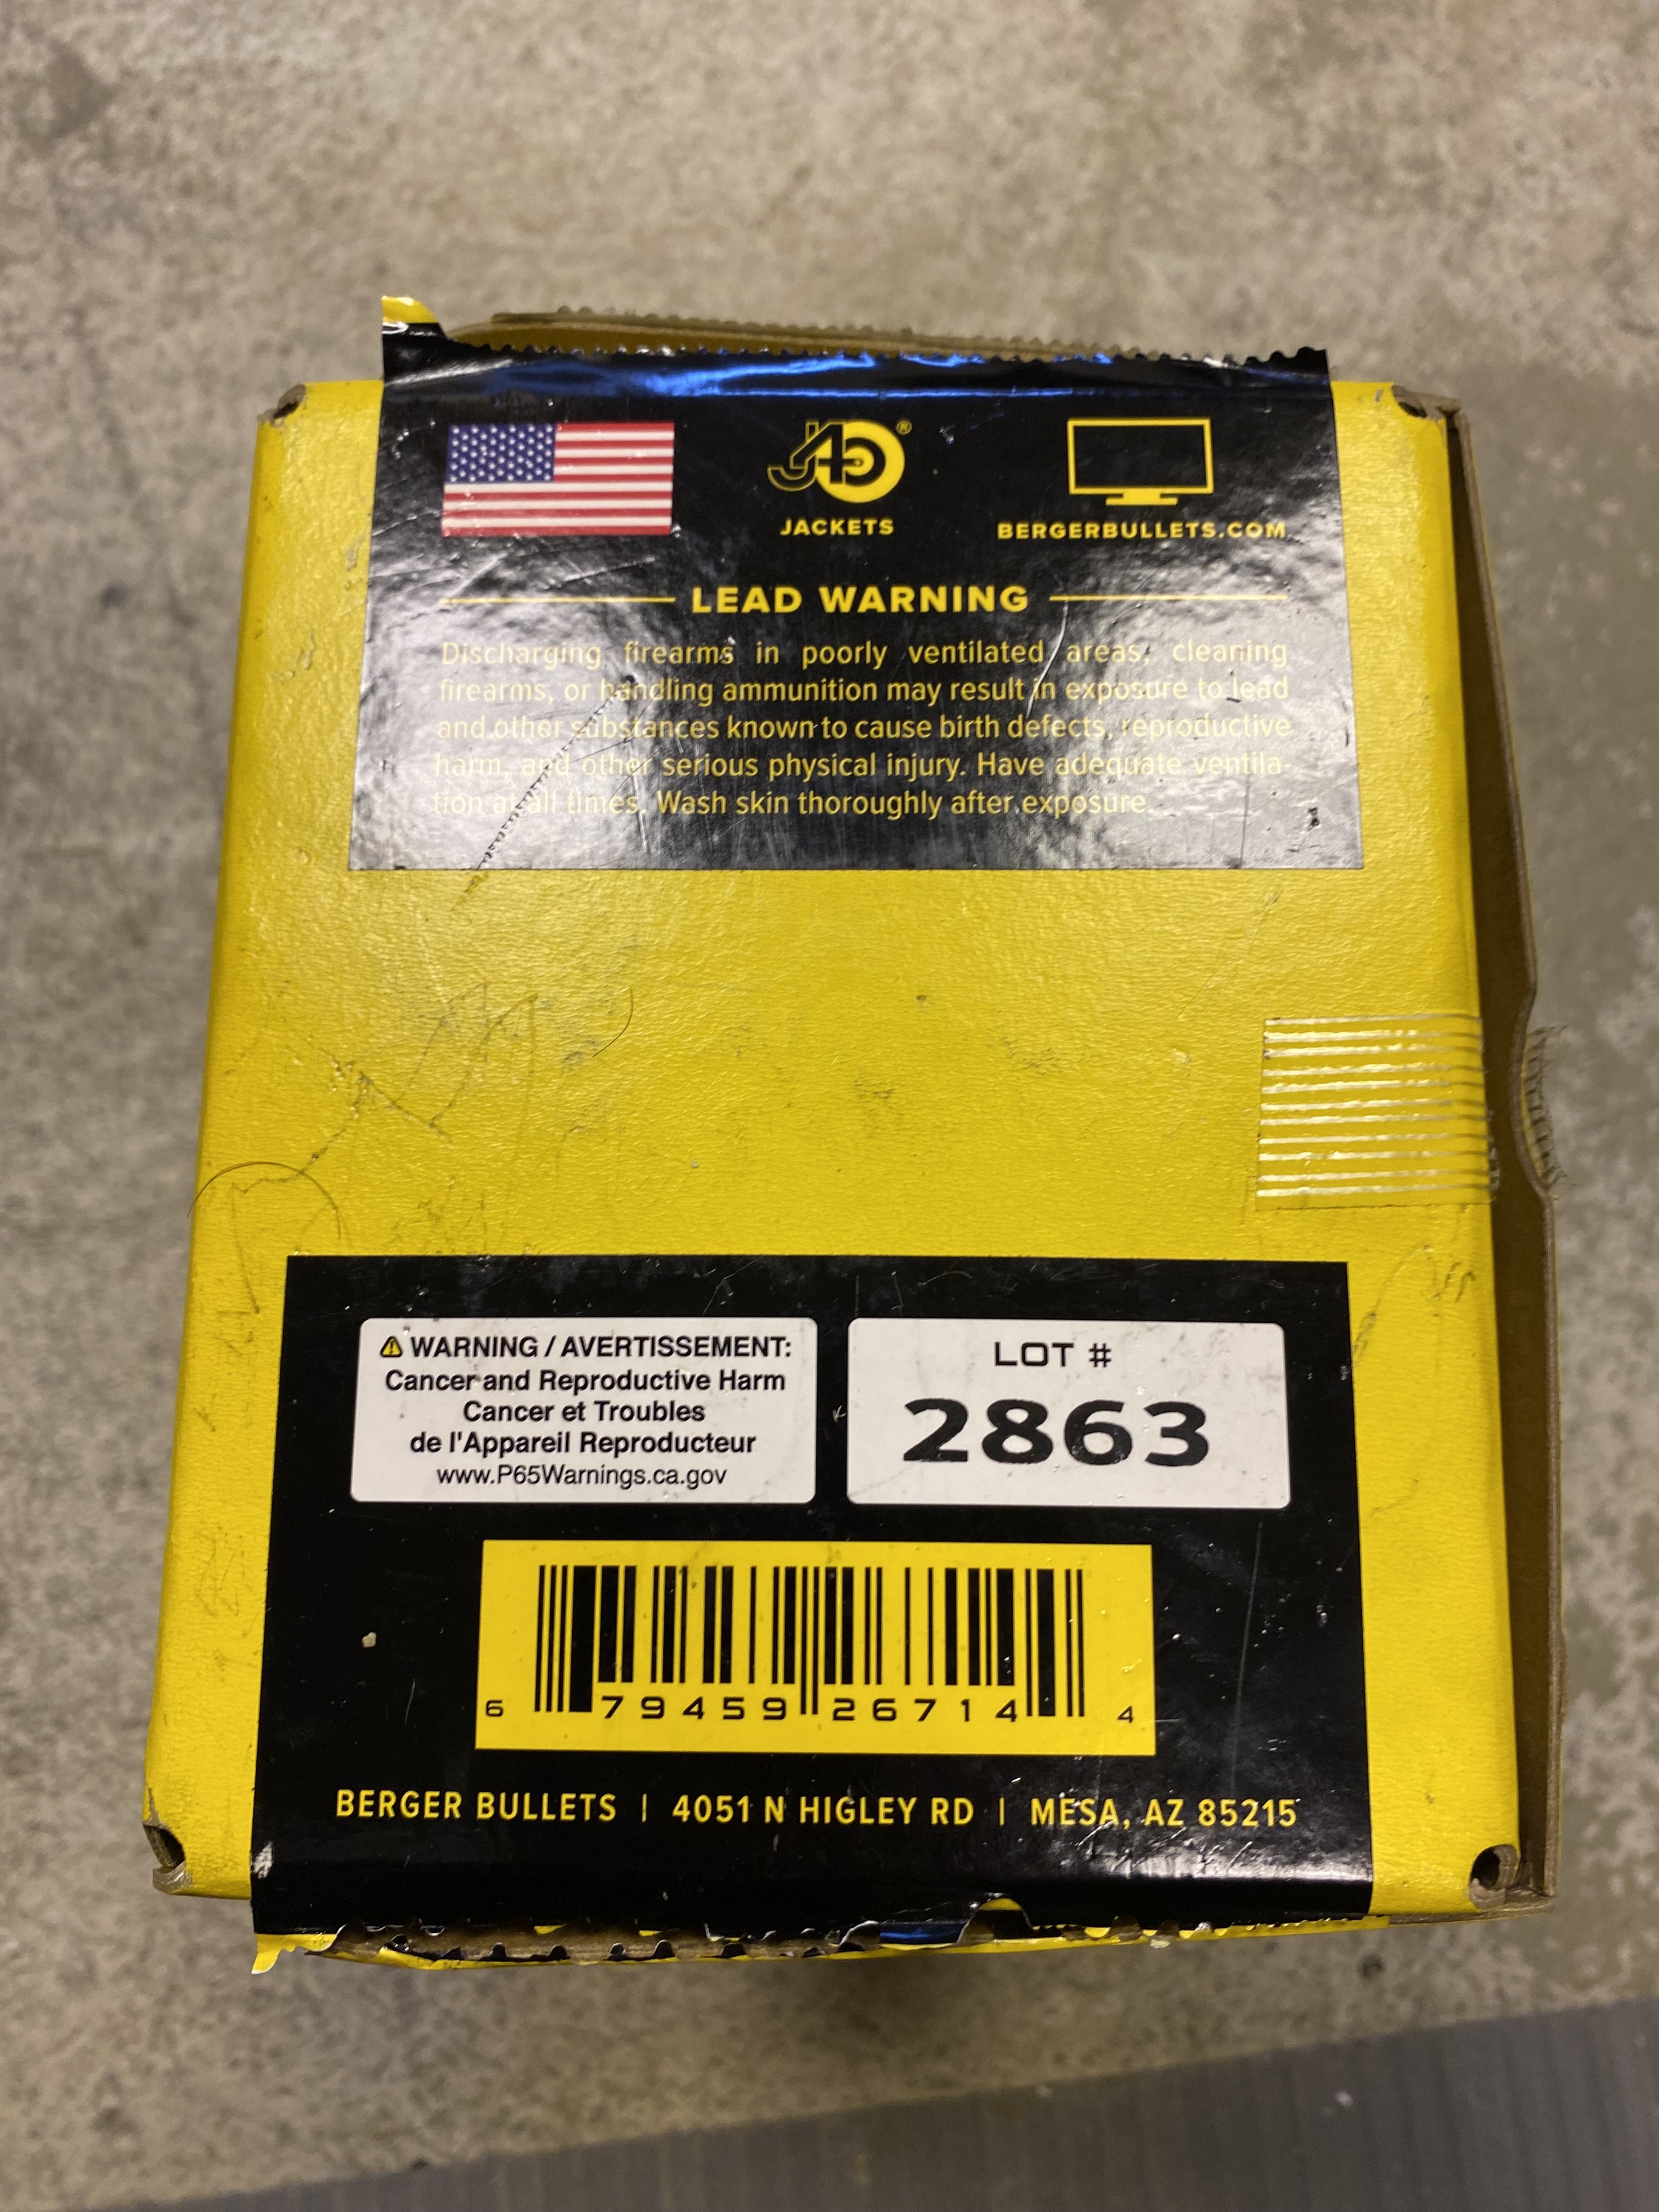 J4 ®
JACKETS
BERGERBULLETS.COM
LEAD WARNING
Discharging firearms in poorly ventilated areas, cleaning
firearms, or handling ammunition may result in exposure to lead
and other substances known to cause birth defects, reproductive
harm, and other serious physical injury. Have adequate ventila-
tion at all times. Wash skin thoroughly after exposure.
WARNING / AVERTISSEMENT:
Cancer and Reproductive Harm
Cancer et Troubles
de l'Appareil Reproducteur
www.P65Warnings.ca.gov
LOT #
2863
6 79459 26714 4
BERGER BULLETS | 4051 N HIGLEY RD | MESA, AZ 85215